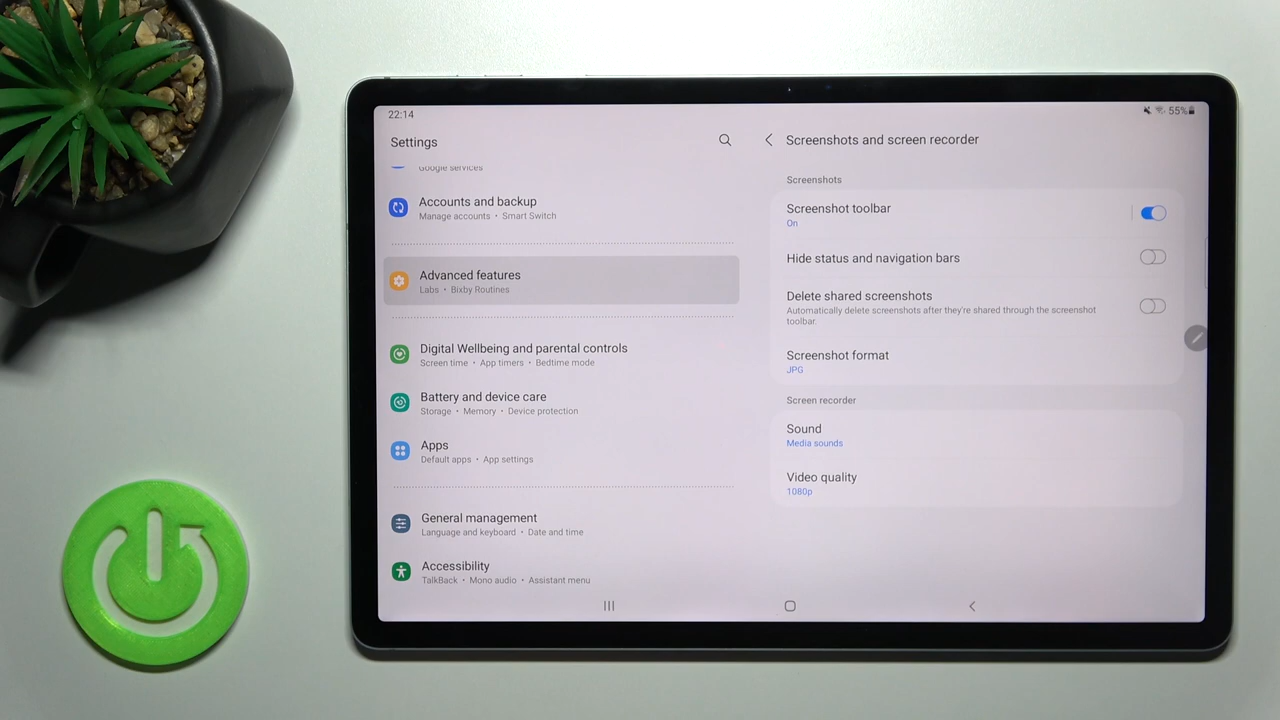 22:14
55%
Settings
Google services
Accounts and backup
Manage accounts • Smart Switch
Advanced features
Labs • Bixby Routines
Digital Wellbeing and parental controls
Screen time • App timers • Bedtime mode
Battery and device care
Storage • Memory • Device protection
Apps
Default apps • App settings
General management
Language and keyboard • Date and time
Accessibility
TalkBack • Mono audio • Assistant menu
Screenshots and screen recorder
Screenshots
Screenshot toolbar
On
Hide status and navigation bars
Delete shared screenshots
Automatically delete screenshots after they're shared through the screenshot
toolbar.
Screenshot format
JPG
Screen recorder
Sound
Media sounds
Video quality
1080p